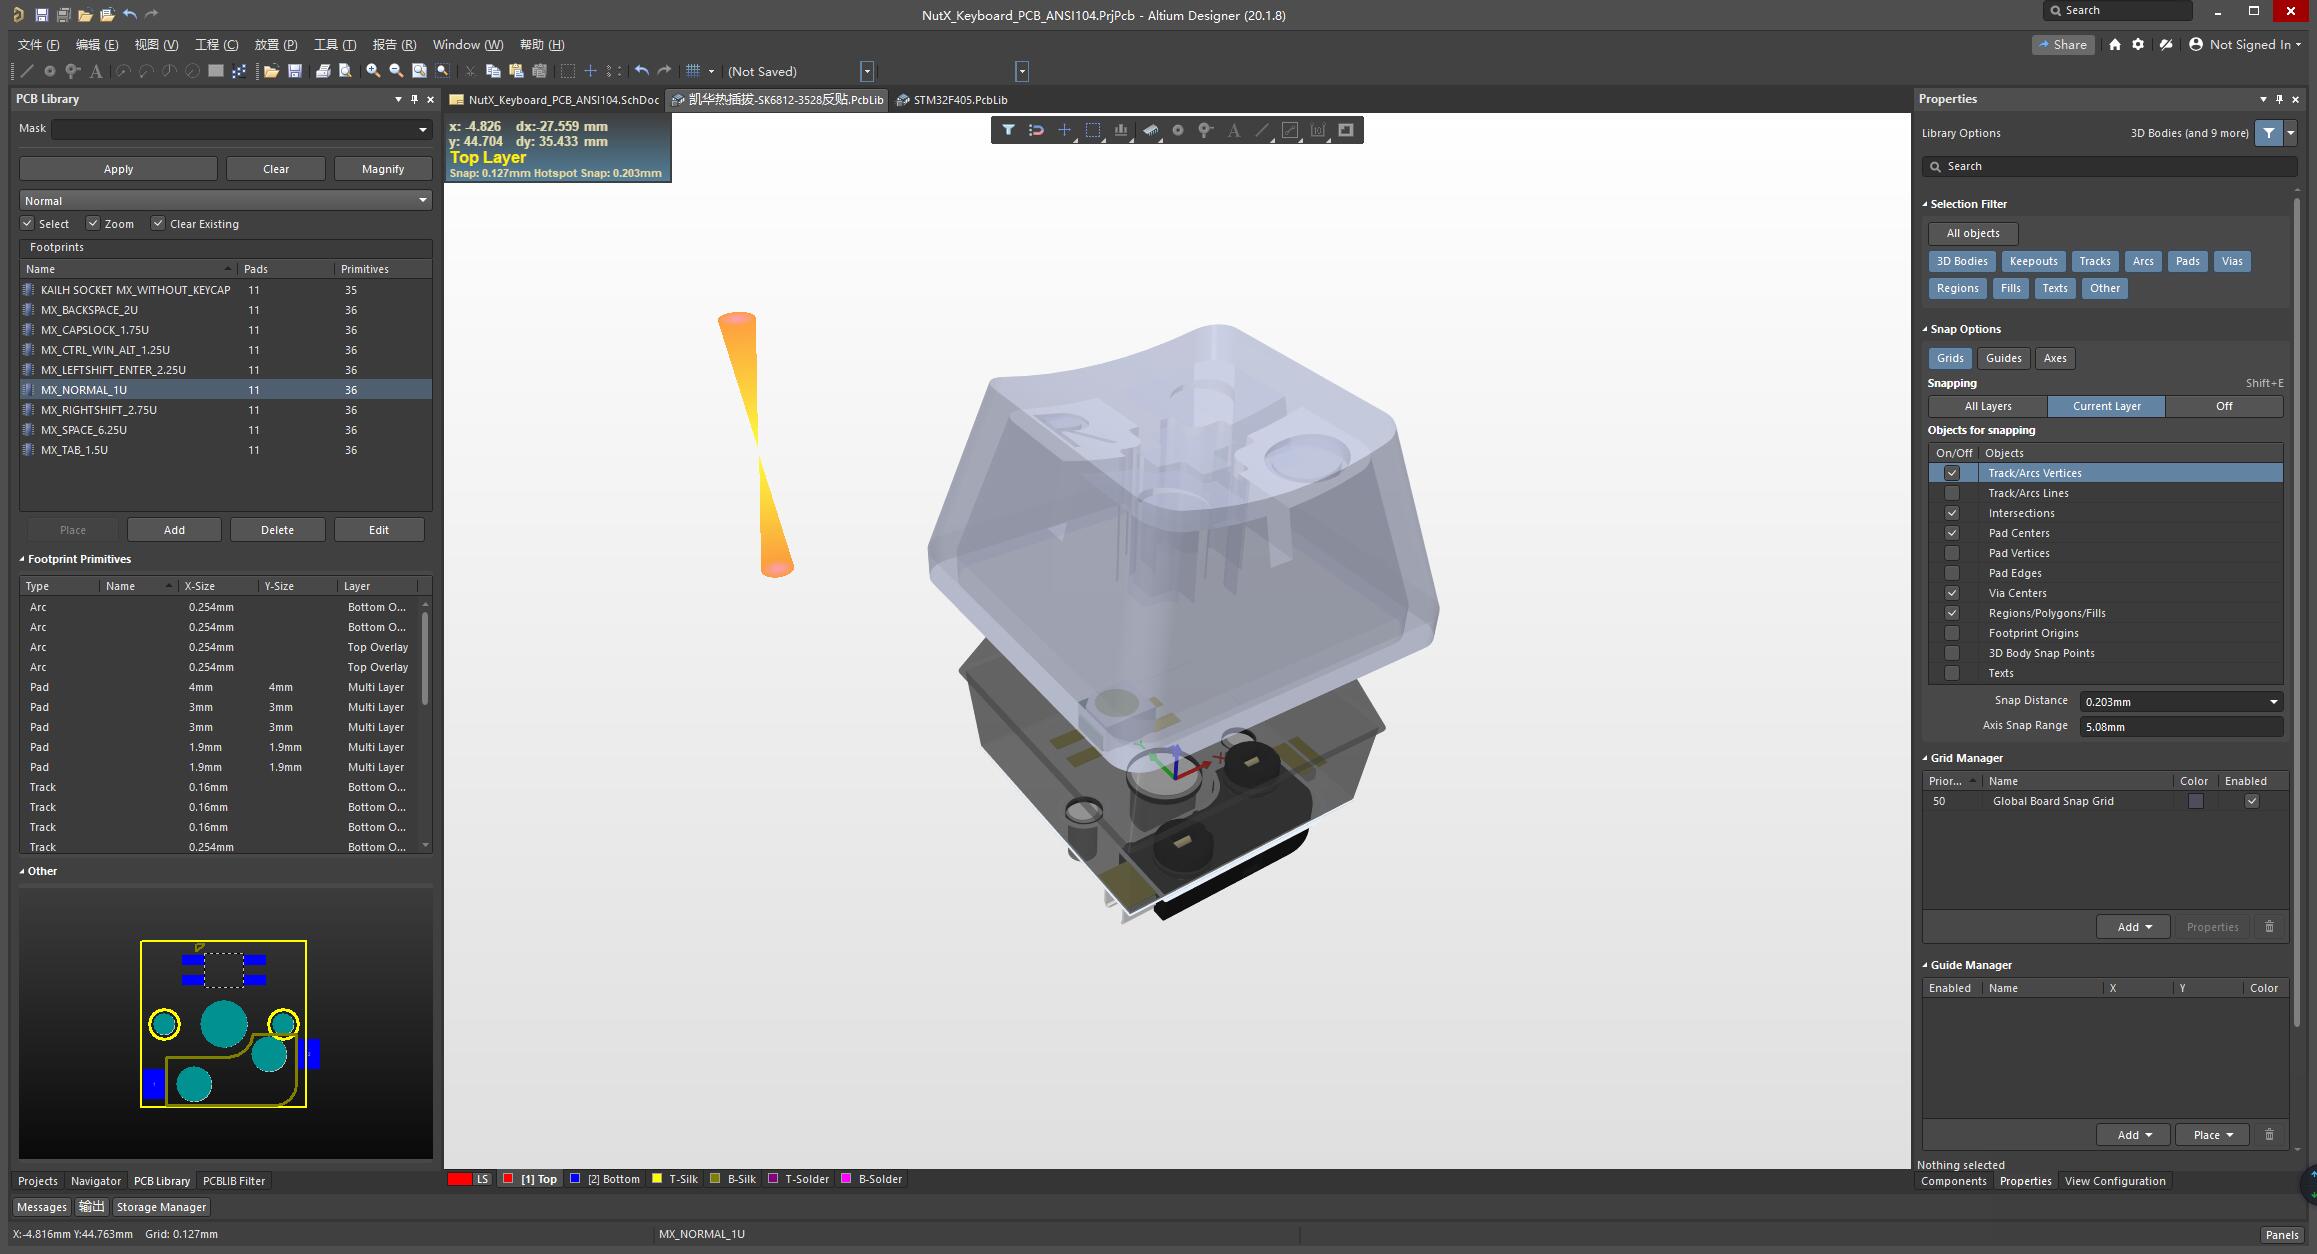 NutX_Keyboard_PCB_ANSI104.PrjPcb - Altium Designer (20.1.8)
Search
文件 (F) 编辑 (E) 视图 (V) 工程 (C) 放置 (P) 工具 (T) 报告 (R) Window (W) 帮助 (H)
Share
Not Signed In
(Not Saved)
PCB Library
Mask
Apply Clear Magnify
Normal
Select Zoom Clear Existing
Footprints
Name Pads Primitives
KAILH SOCKET MX_WITHOUT_KEYCAP 11 35
MX_BACKSPACE_2U 11 36
MX_CAPSLOCK_1.75U 11 36
MX_CTRL_WIN_ALT_1.25U 11 36
MX_LEFTSHIFT_ENTER_2.25U 11 36
MX_NORMAL_1U 11 36
MX_RIGHTSHIFT_2.75U 11 36
MX_SPACE_6.25U 11 36
MX_TAB_1.5U 11 36
Place Add Delete Edit
Footprint Primitives
Type Name X-Size Y-Size Layer
Arc 0.254mm Bottom O...
Arc 0.254mm Bottom O...
Arc 0.254mm Top Overlay
Arc 0.254mm Top Overlay
Pad 4mm 4mm Multi Layer
Pad 3mm 3mm Multi Layer
Pad 3mm 3mm Multi Layer
Pad 1.9mm 1.9mm Multi Layer
Pad 1.9mm 1.9mm Multi Layer
Track 0.16mm Bottom O...
Track 0.16mm Bottom O...
Track 0.16mm Bottom O...
Track 0.254mm Bottom O...
Other
Projects Navigator PCB Library PCBLIB Filter
NutX_Keyboard_PCB_ANSI104.SchDoc 凯华热插拔-SK6812-3528反贴.PcbLib STM32F405.PcbLib
x: -4.826 dx:-27.559 mm
y: 44.704 dy: 35.433 mm
Top Layer
Snap: 0.127mm Hotspot Snap: 0.203mm
LS [1] Top [2] Bottom T-Silk B-Silk T-Solder B-Solder
Properties
Library Options 3D Bodies (and 9 more)
Search
Selection Filter
All objects
3D Bodies Keepouts Tracks Arcs Pads Vias
Regions Fills Texts Other
Snap Options
Grids Guides Axes
Snapping Shift+E
All Layers Current Layer Off
Objects for snapping
On/Off Objects
Track/Arcs Vertices
Track/Arcs Lines
Intersections
Pad Centers
Pad Vertices
Pad Edges
Via Centers
Regions/Polygons/Fills
Footprint Origins
3D Body Snap Points
Texts
Snap Distance 0.203mm
Axis Snap Range 5.08mm
Grid Manager
Prior... Name Color Enabled
50 Global Board Snap Grid
Add Properties
Guide Manager
Enabled Name X Y Color
Add Place
Nothing selected
Components Properties View Configuration
Messages 输出 Storage Manager
X:-4.816mm Y:44.763mm Grid: 0.127mm
MX_NORMAL_1U
Panels